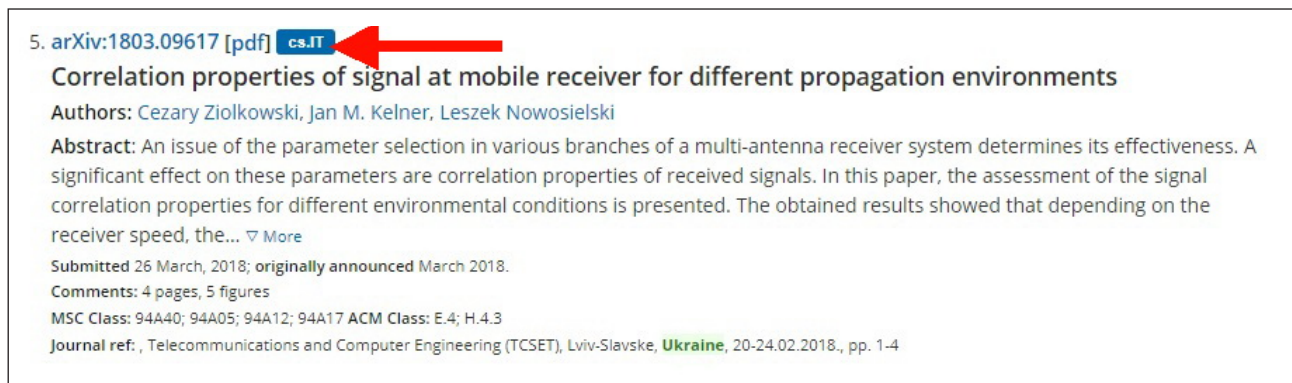 5. arXiv:1803.09617 [pdf] cs.IT
Correlation properties of signal at mobile receiver for different propagation environments
Authors: Cezary Ziolkowski, Jan M. Kelner, Leszek Nowosielski
Abstract: An issue of the parameter selection in various branches of a multi-antenna receiver system determines its effectiveness. A
significant effect on these parameters are correlation properties of received signals. In this paper, the assessment of the signal
correlation properties for different environmental conditions is presented. The obtained results showed that depending on the
receiver speed, the... ▽ More
Submitted 26 March, 2018; originally announced March 2018.
Comments: 4 pages, 5 figures
MSC Class: 94A40; 94A05; 94A12; 94A17 ACM Class: E.4; H.4.3
Journal ref: , Telecommunications and Computer Engineering (TCSET), Lviv-Slavske, Ukraine, 20-24.02.2018., pp. 1-4